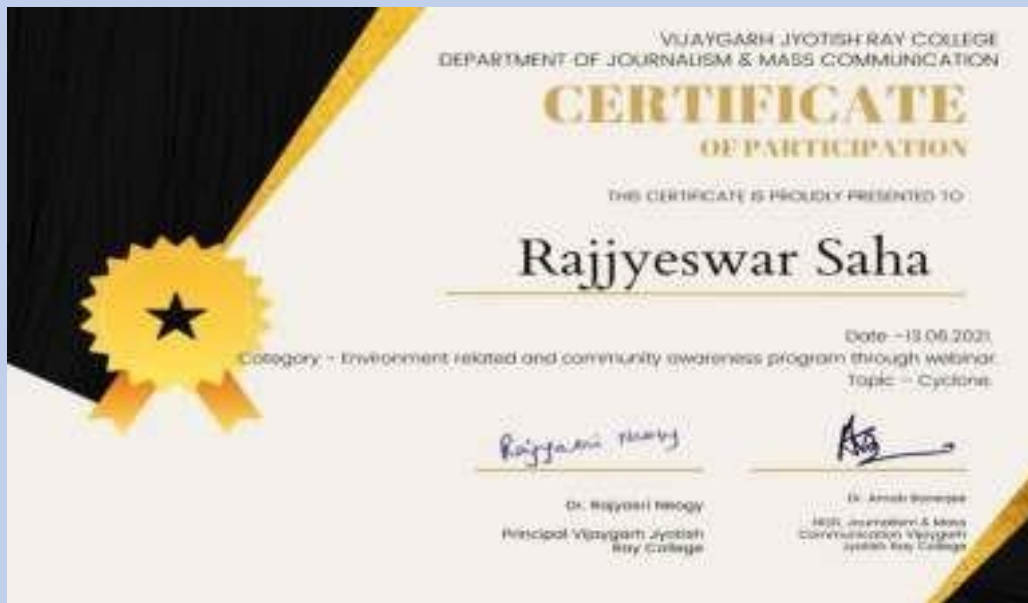 VIJAYGARH JYOTISH RAY COLLEGE
DEPARTMENT OF JOURNALISM & MASS COMMUNICATION
CERTIFICATE
OF PARTICIPATION
THIS CERTIFICATE IS PROUDLY PRESENTED TO
Rajjyeswar Saha
Date -13.06.2021.
Category - Environment related and community awareness program through webinar.
Topic - Cyclone.
Rajyasri Neogy
Dr. Rajyasri Neogy
Principal Vijaygarh Jyotish
Ray College
Dr. Arnab Banerjee
HOD, Journalism & Mass
Communication Vijaygarh
Jyotish Ray College